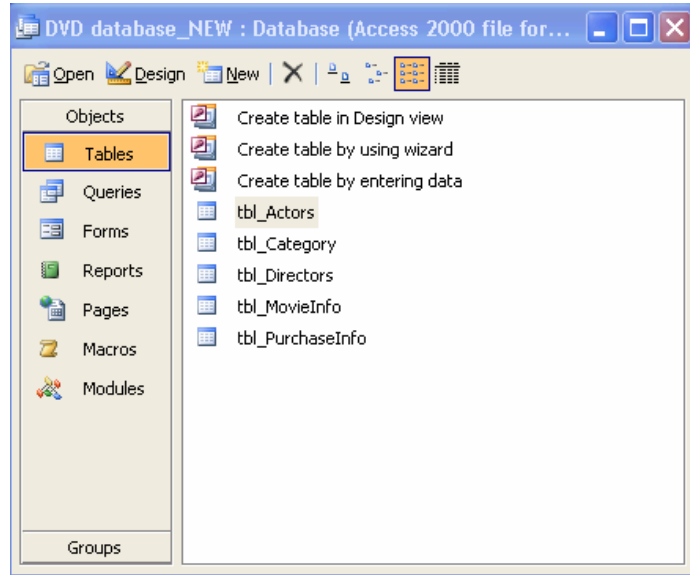 DVD database_NEW : Database (Access 2000 file for...
Open Design New
Objects
Tables
Queries
Forms
Reports
Pages
Macros
Modules
Groups
Create table in Design view
Create table by using wizard
Create table by entering data
tbl_Actors
tbl_Category
tbl_Directors
tbl_MovieInfo
tbl_PurchaseInfo